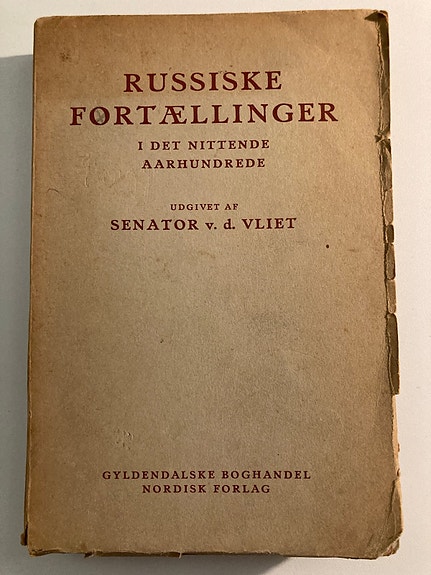 RUSSISKE
FORTÆLLINGER
I DET NITTENDE
AARHUNDREDE
UDGIVET AF
SENATOR v. d. VLIET
GYLDENDALSKE BOGHANDEL
NORDISK FORLAG